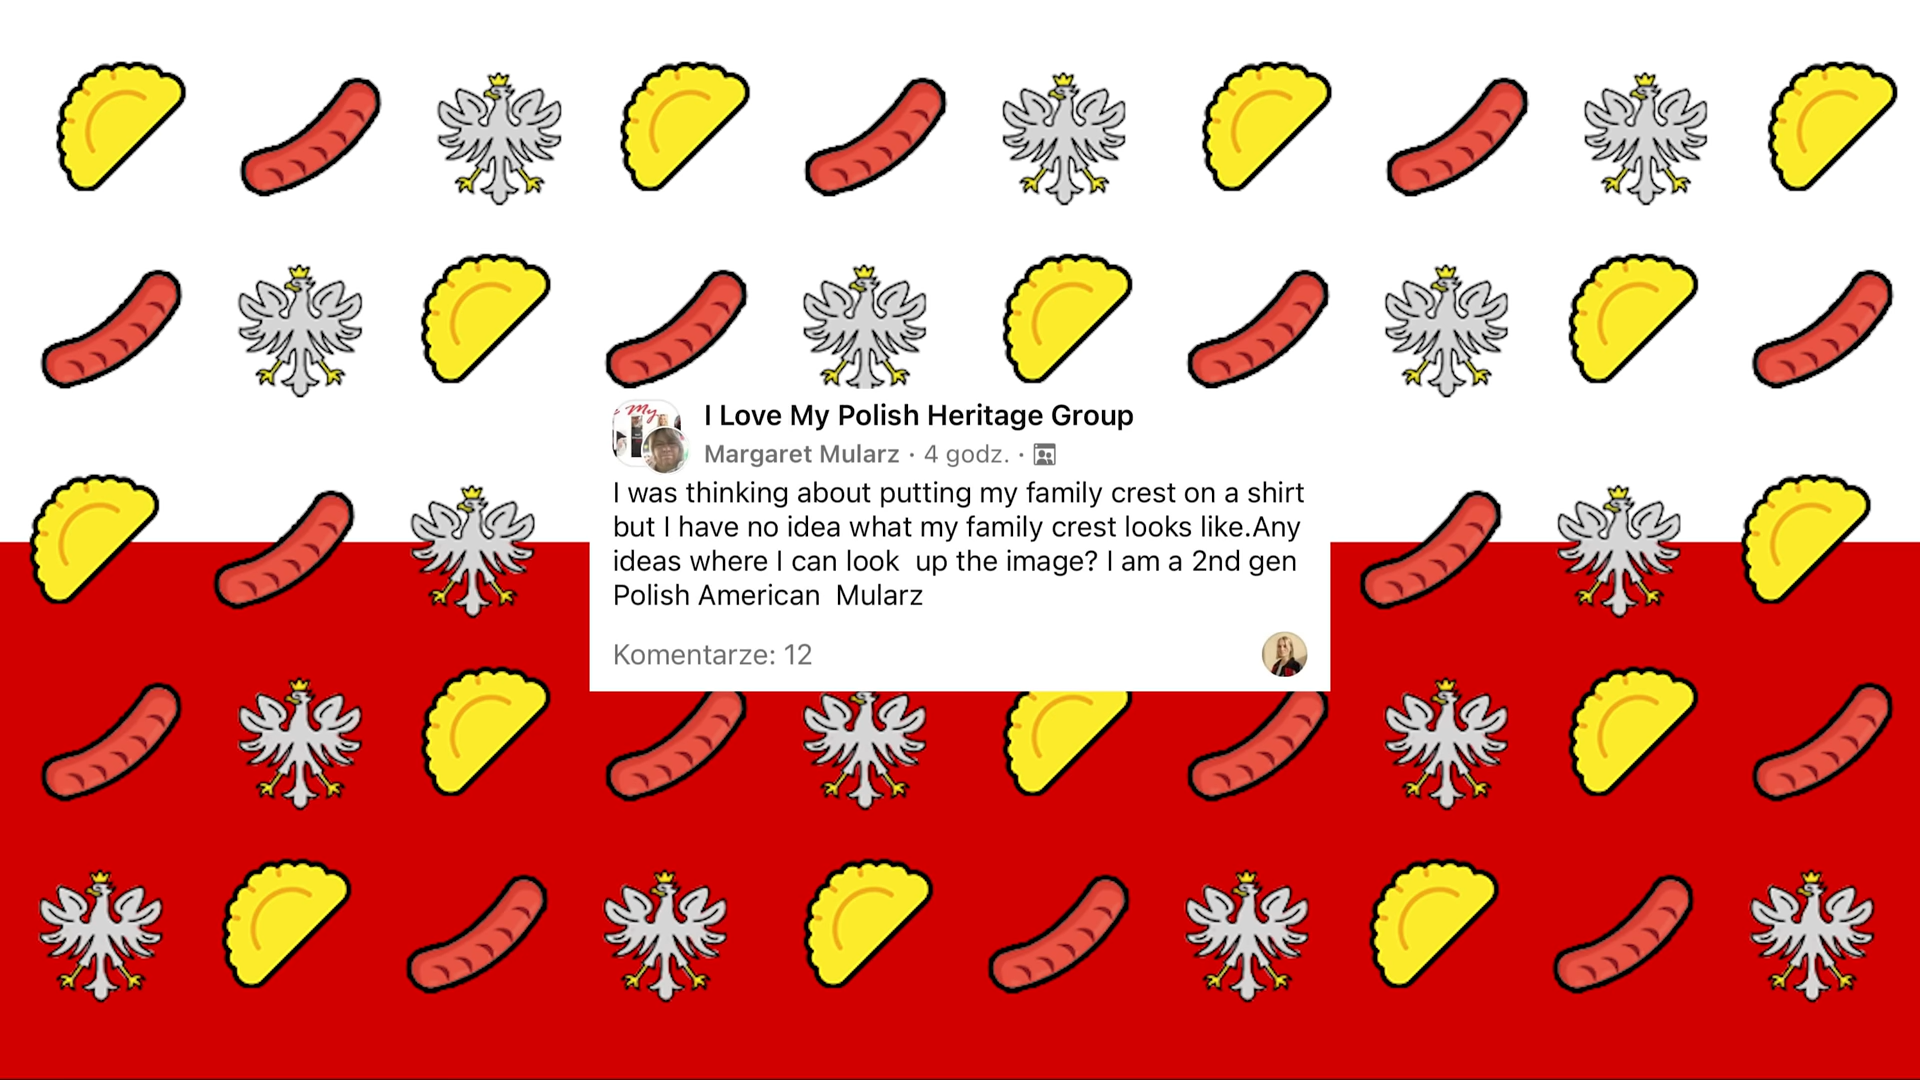 My
I Love My Polish Heritage Group
Margaret Mularz · 4 godz. ·
I was thinking about putting my family crest on a shirt
but I have no idea what my family crest looks like.Any
ideas where I can look  up the image? I am a 2nd gen
Polish American  Mularz
Komentarze: 12